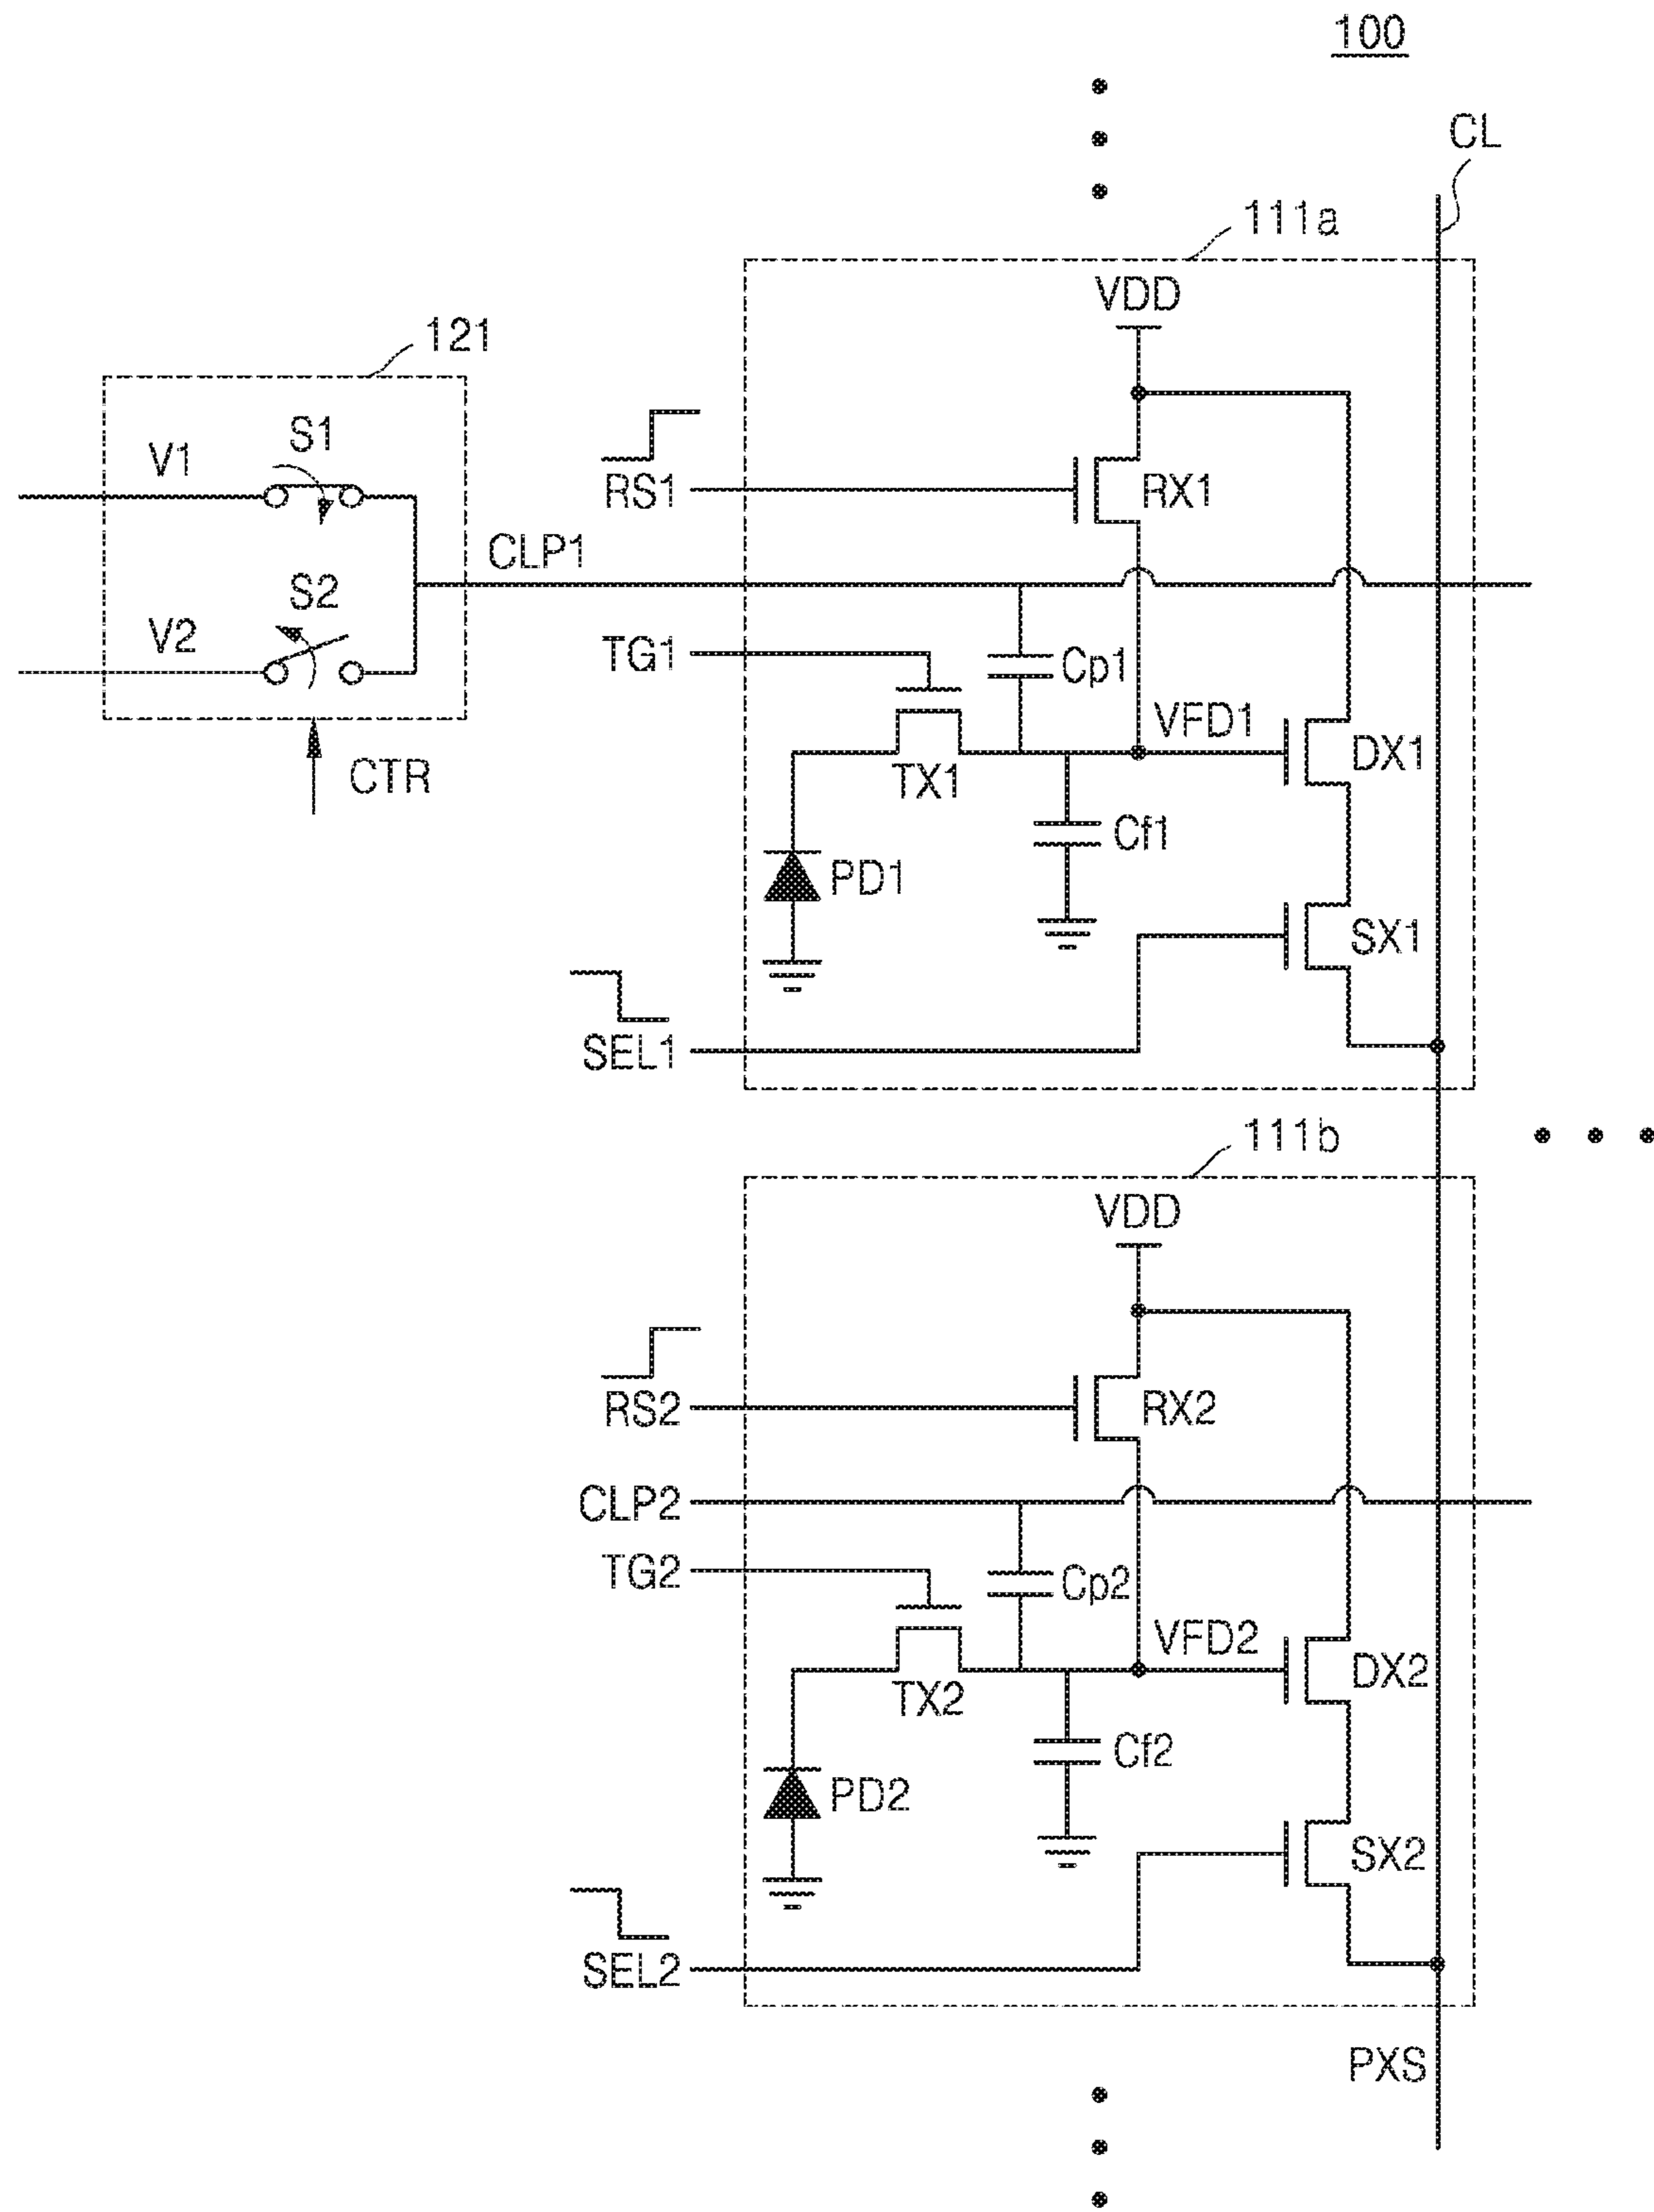 100
CL
111a
VDD
121
S1
V1
RS1
RX1
CLP1
S2
V2
TG1
Cp1
VFD1
DX1
TX1
CTR
Cf1
PD1
SX1
SEL1
111b
VDD
RS2
RX2
CLP2
TG2
Cp2
VFD2
DX2
TX2
Cf2
PD2
SX2
SEL2
PXS